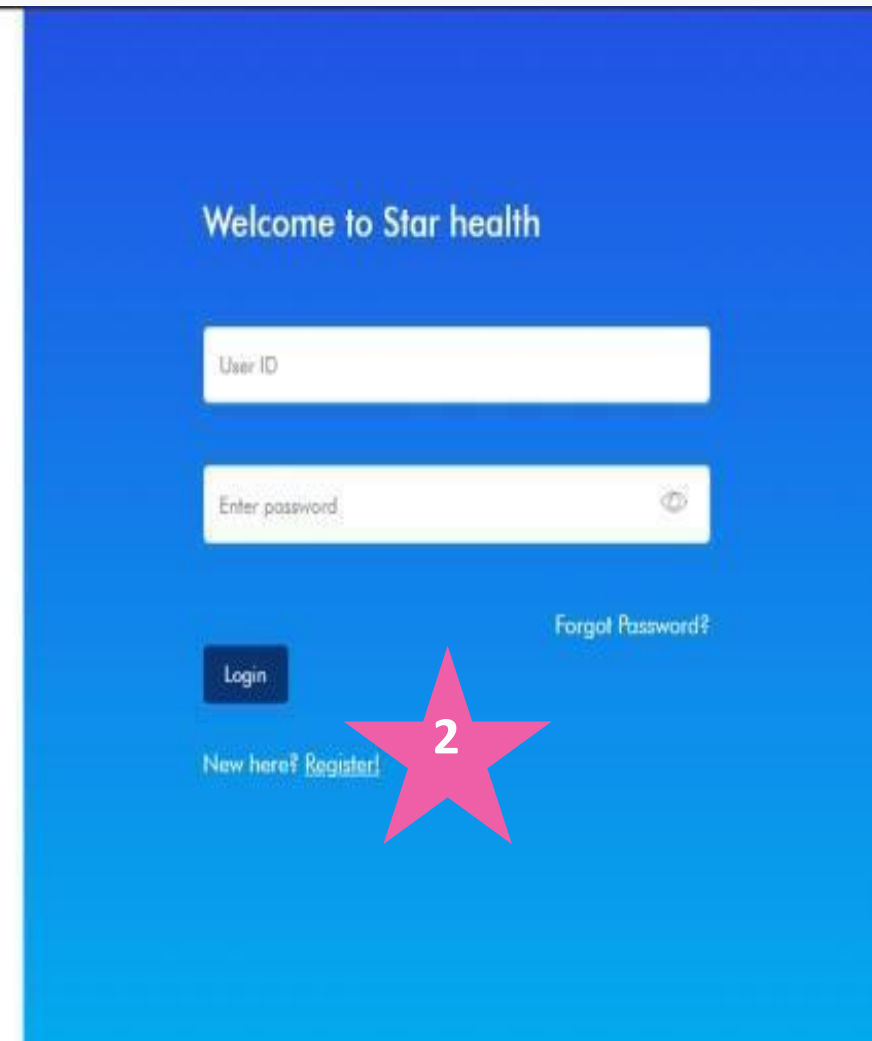 Welcome to Star health
User ID
Enter password
Forgot Password?
Login
2
New here? Register!